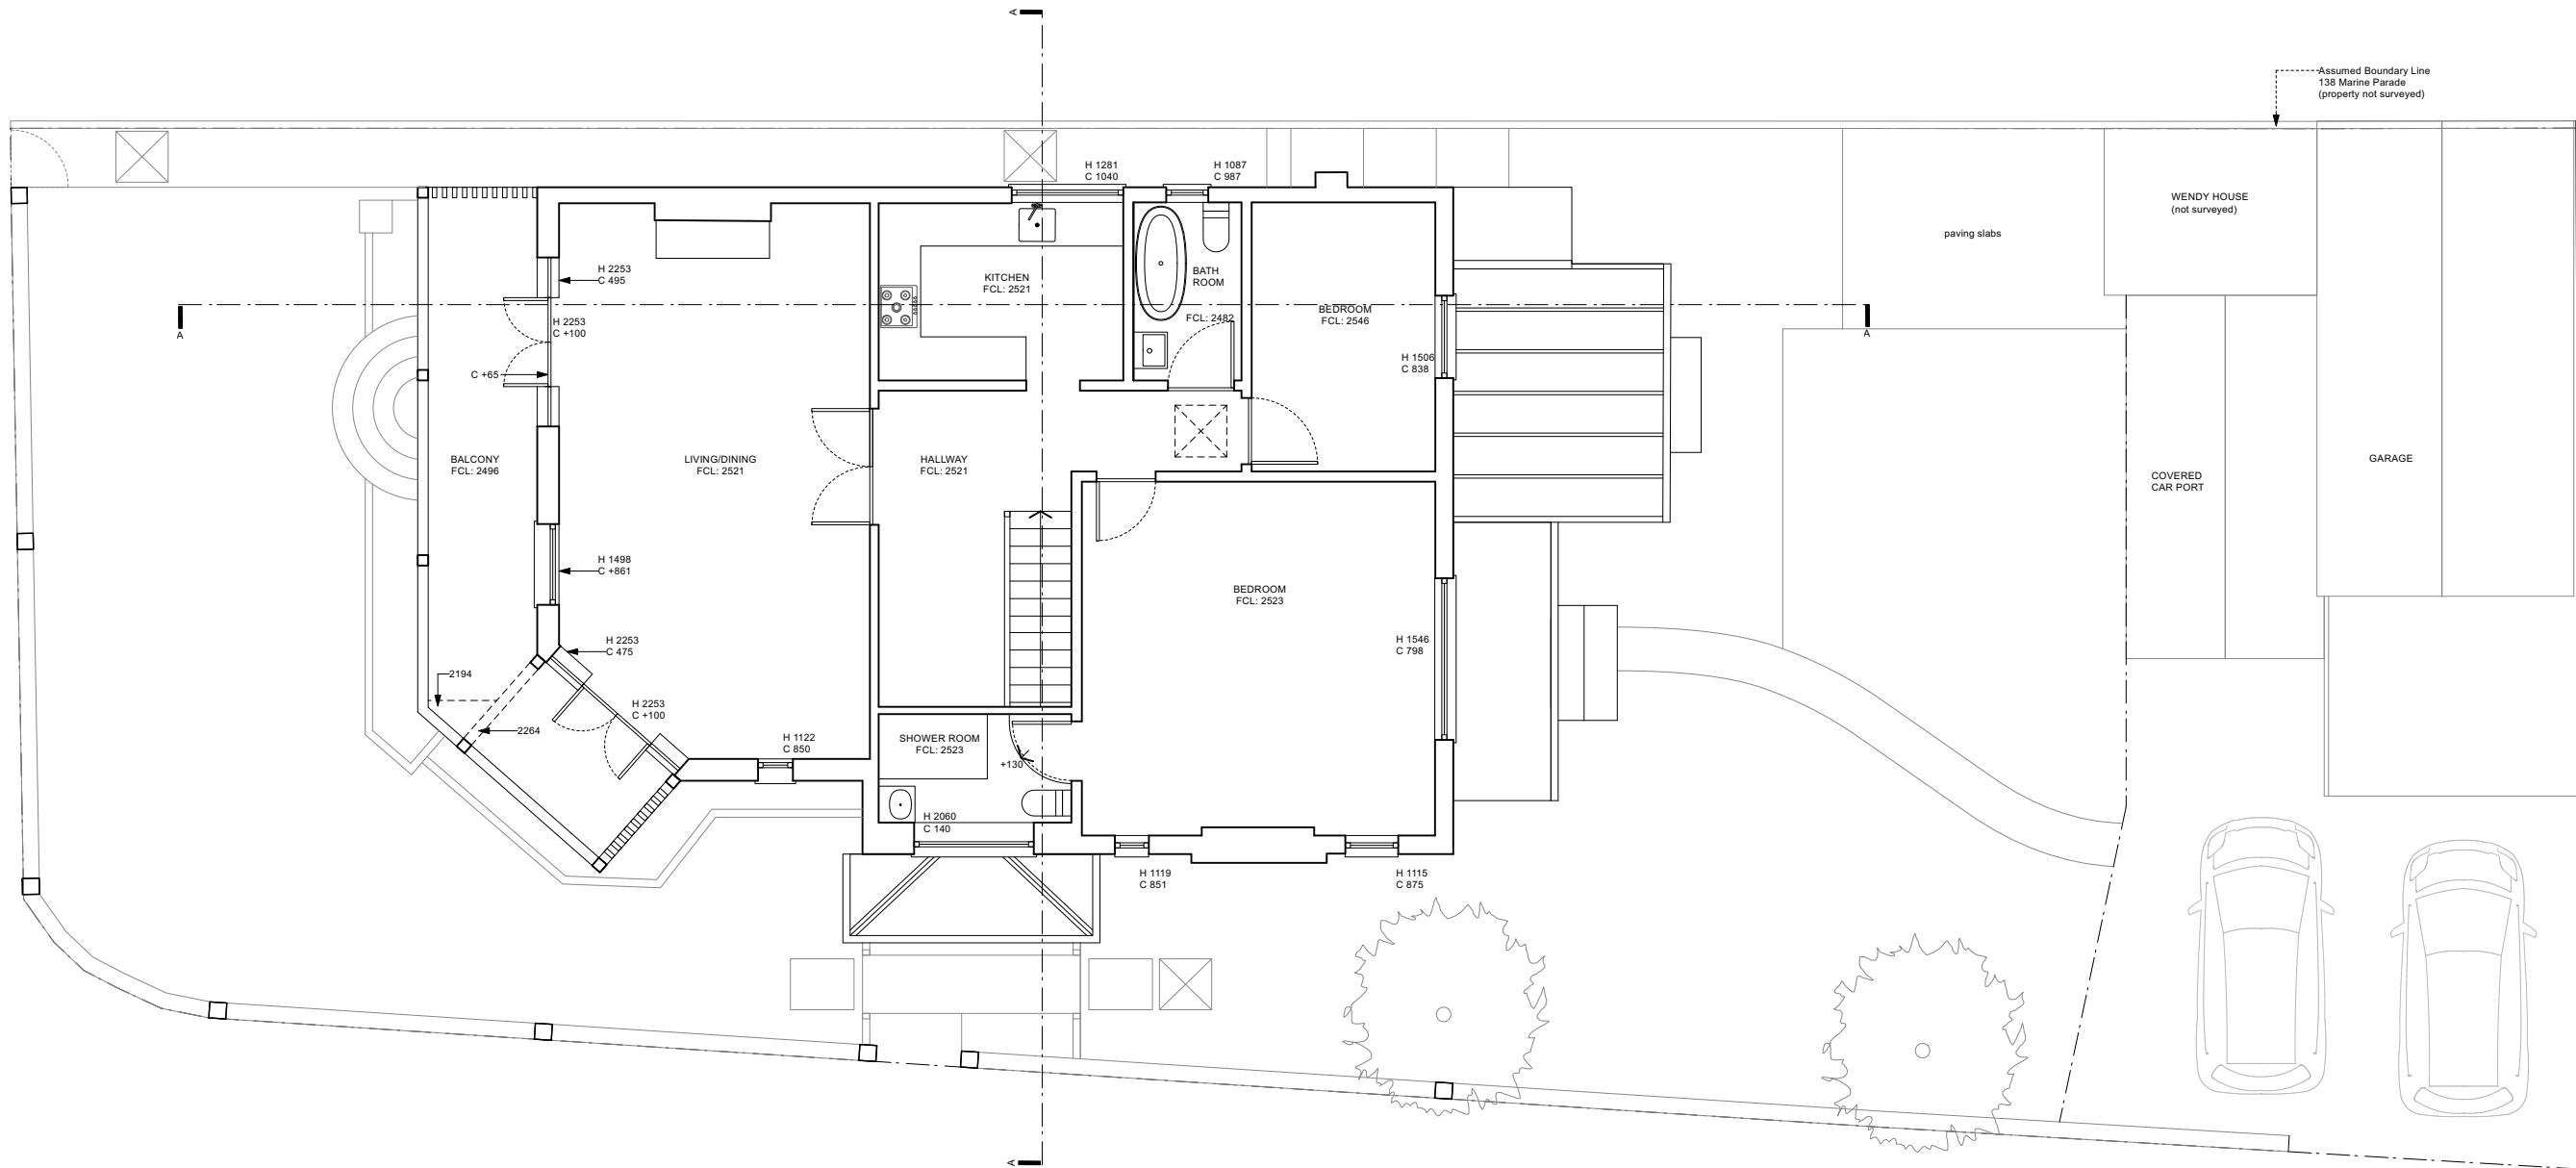 A
Assumed Boundary Line
138 Marine Parade
(property not surveyed)
H 1281
C 1040
H 1087
C 987
WENDY HOUSE
(not surveyed)
paving slabs
H 2253
C 495
KITCHEN
FCL: 2521
BATH
ROOM
FCL: 2482
BEDROOM
FCL: 2546
A
H 2253
C +100
A
H 1506
C 838
C +65
BALCONY
FCL: 2496
LIVING/DINING
FCL: 2521
HALLWAY
FCL: 2521
GARAGE
COVERED
CAR PORT
H 1498
C +861
BEDROOM
FCL: 2523
H 2253
C 475
H 1546
C 798
2194
H 2253
C +100
2264
H 1122
C 850
SHOWER ROOM
FCL: 2523
+130
H 2060
C 140
H 1119
C 851
H 1115
C 875
A